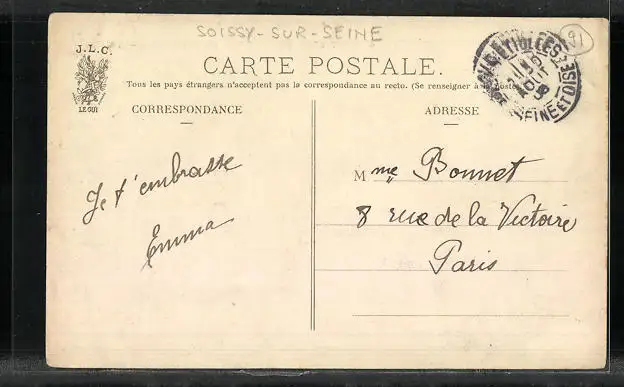 SOISSY-SUR-SEINE
91
J.L.C.
LE GUI
CARTE POSTALE.
Tous les pays étrangers n'acceptent pas la correspondance au recto. (Se renseigner à la poste
CORRESPONDANCE
ADRESSE
Je t'embrasse
Emma
Mme Bonnet
8 rue de la Victoire
Paris
SEINE ET OISE